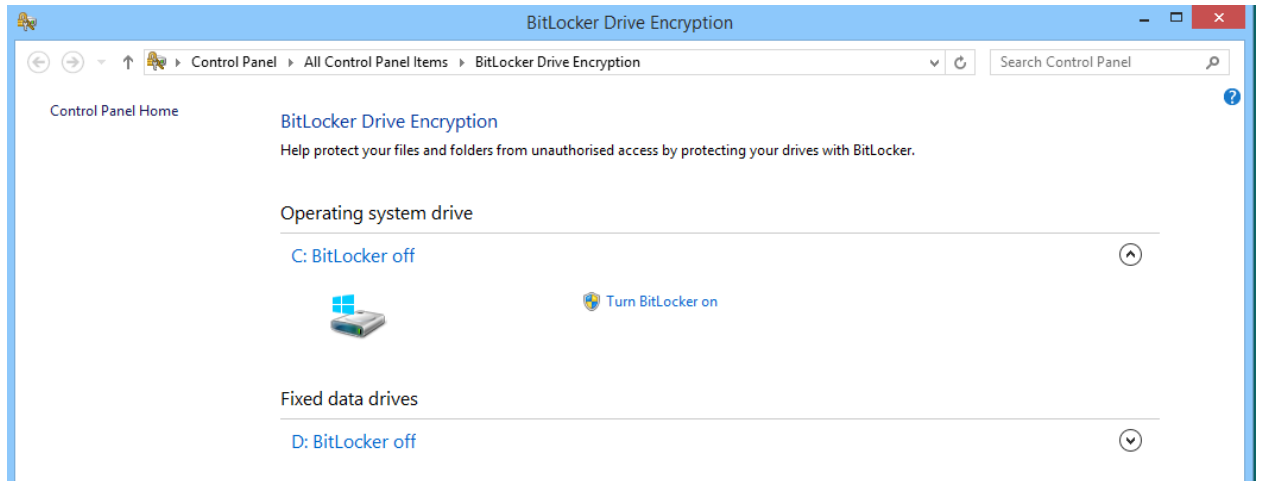 BitLocker Drive Encryption
Control Panel All Control Panel Items BitLocker Drive Encryption Search Control Panel
Control Panel Home
BitLocker Drive Encryption
Help protect your files and folders from unauthorised access by protecting your drives with BitLocker.
Operating system drive
C: BitLocker off
Turn BitLocker on
Fixed data drives
D: BitLocker off